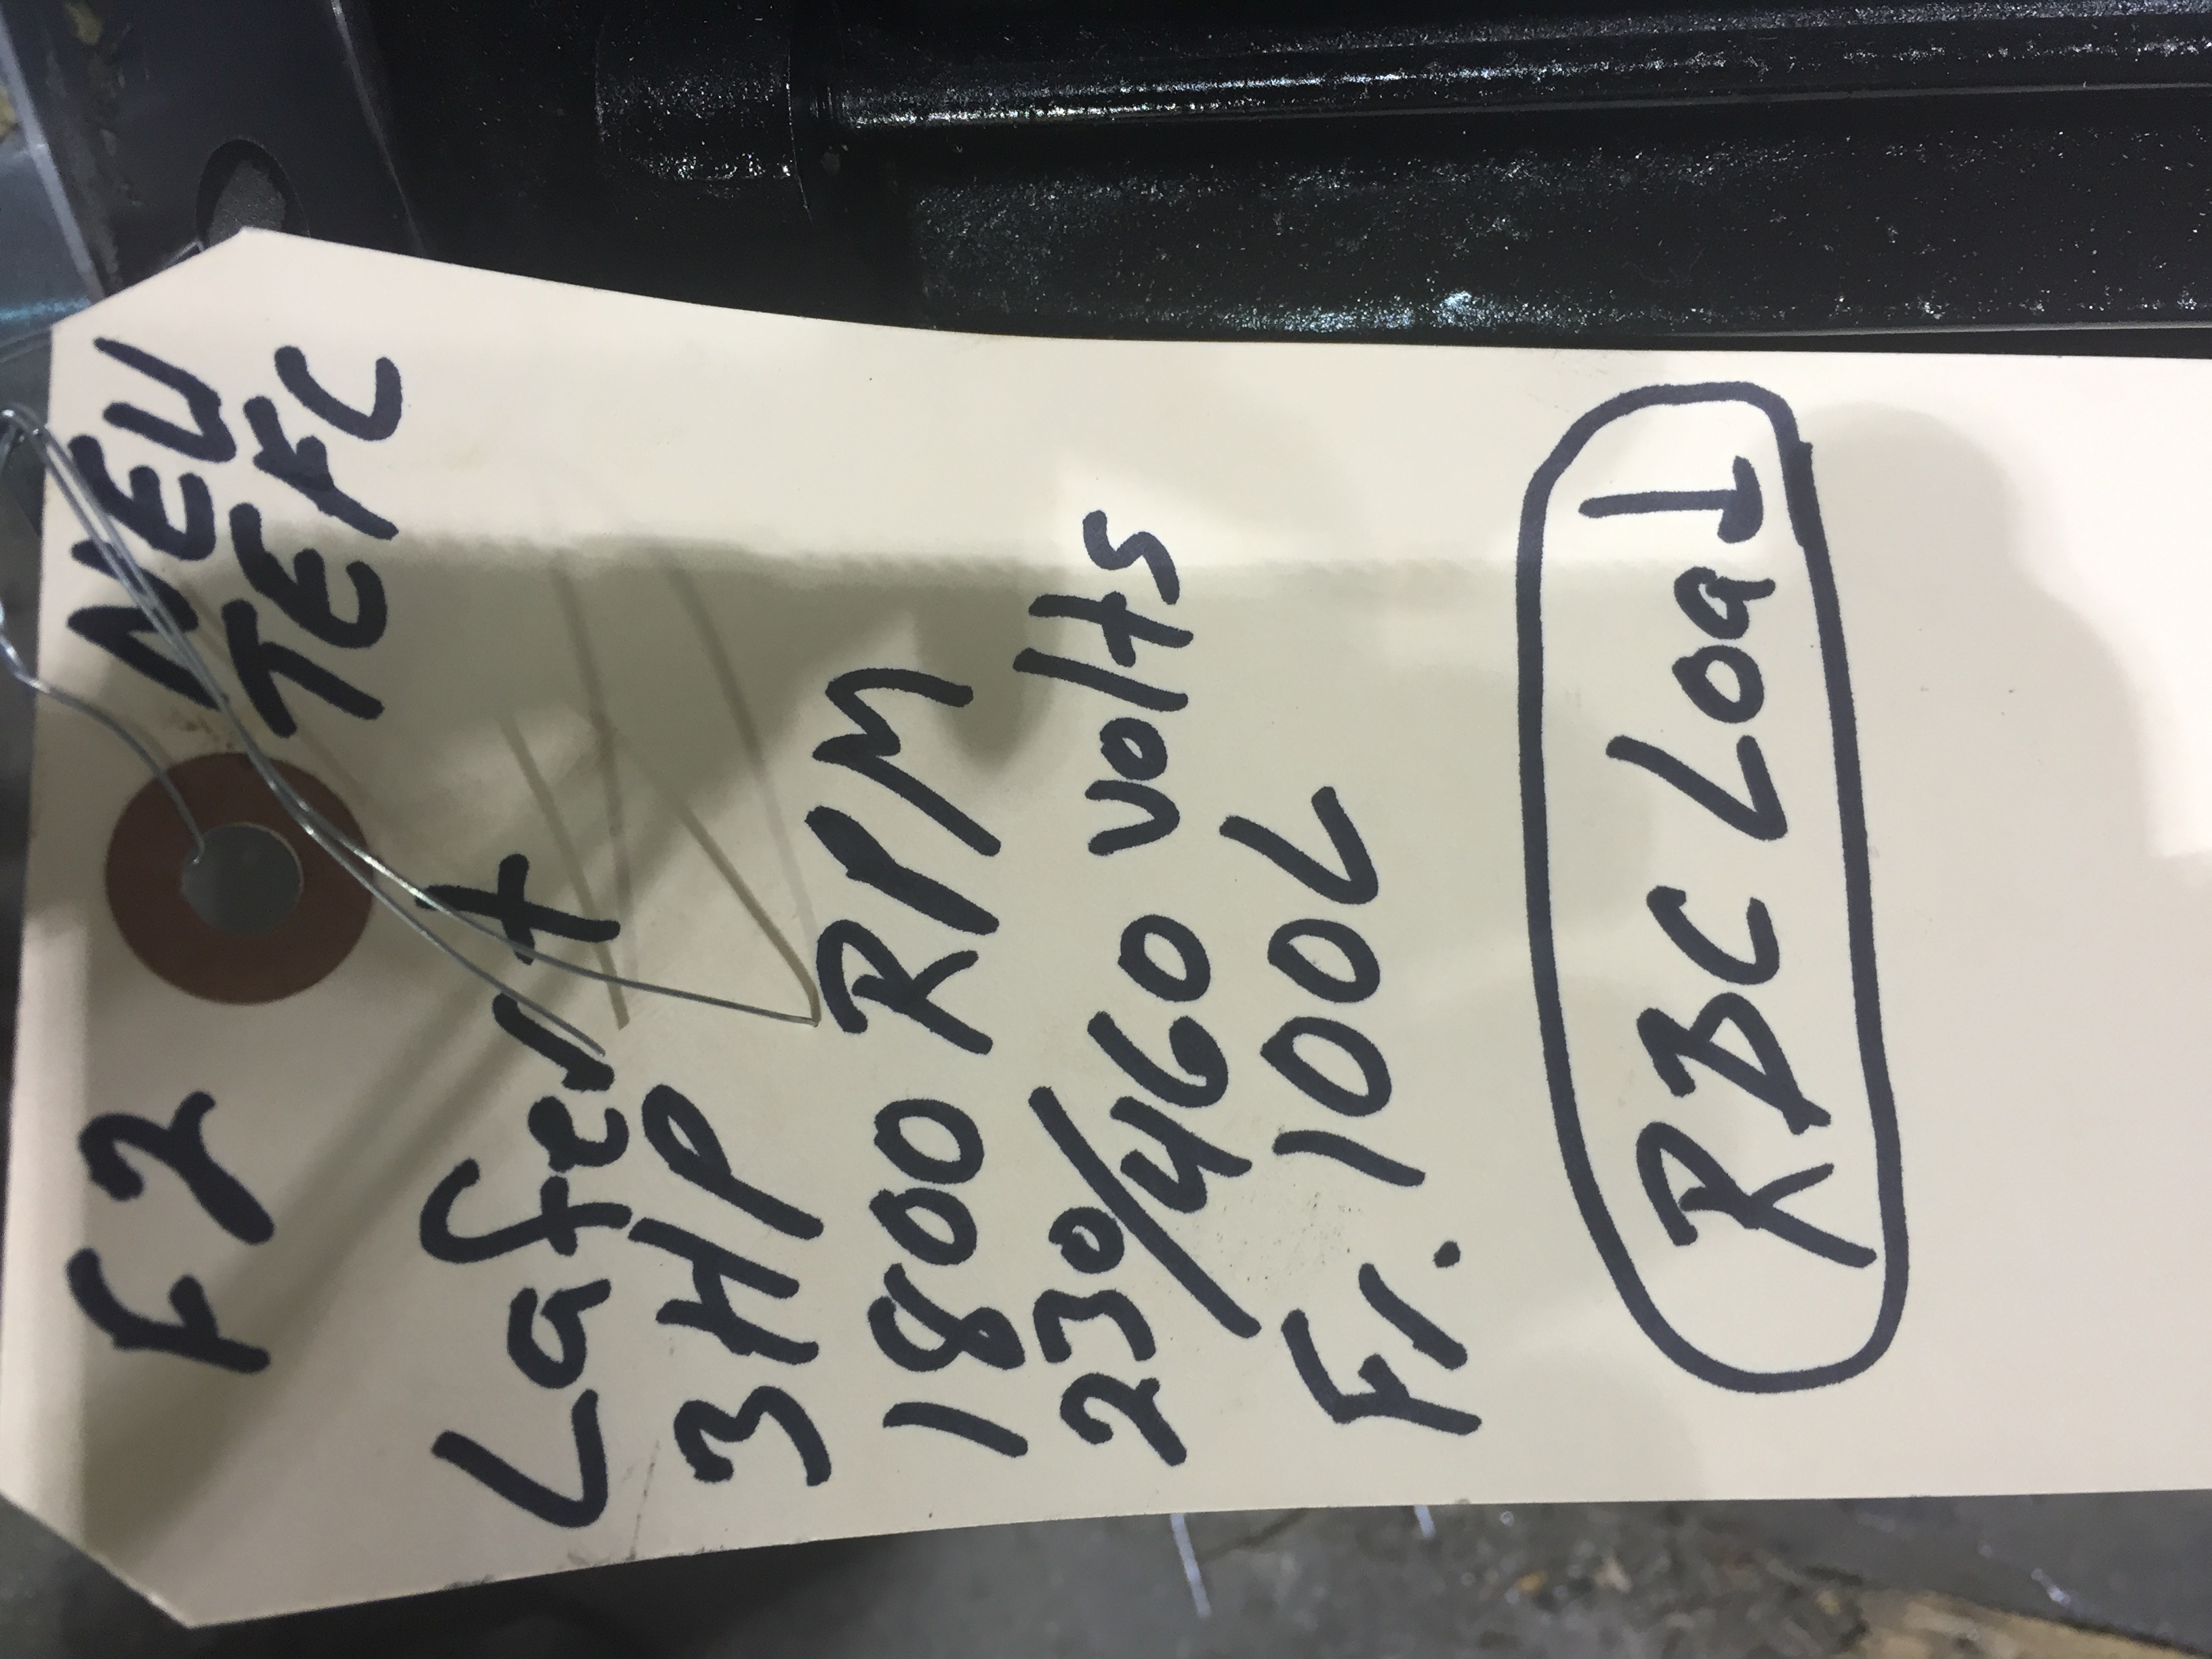 F2 NEW
TEFC
Lafert
3HP
1800 RPM
230/460 volts
Fr. 100L
RBC Load